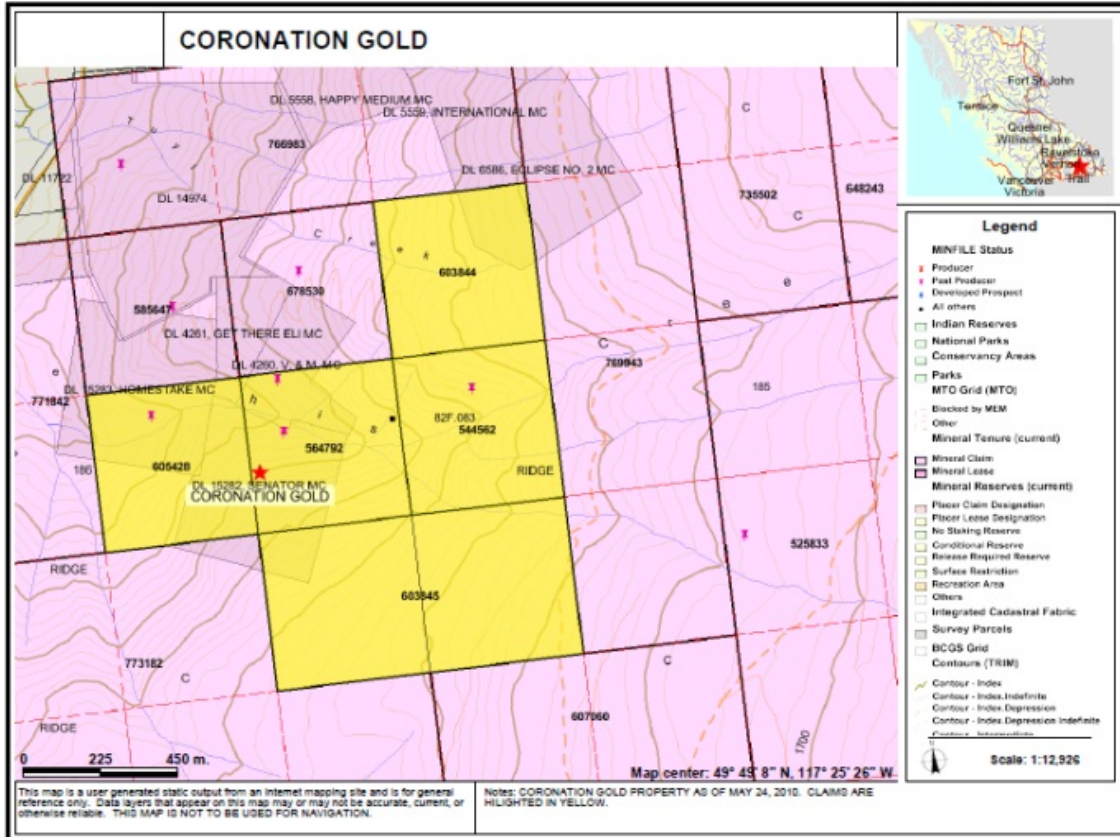 CORONATION GOLD
Fort St. John
Terrace
Quesnel
Williams Lake
Revelstoke
Vancouver
Trail
Victoria
DL 5558, HAPPY MEDIUM MC
DL 5559, INTERNATIONAL MC
766983
DL 6586, ECLIPSE NO. 2 MC
DL 11722
DL 14974
735502
648243
C
C
C r e e k
603844
678530
585647
DL 4261, GET THERE ELI MC
DL 4260, V. & M. MC
DL 15283, HOMESTAKE MC
769943
771842
185
82F.083
544562
564792
186
605428
DL 15282, SENATOR MC
CORONATION GOLD
RIDGE
525833
RIDGE
603845
773182
C
C
607060
RIDGE
1700
0 225 450 m.
Map center: 49° 49' 8" N, 117° 25' 26" W
Legend
MINFILE Status
Producer
Past Producer
Developed Prospect
All others
Indian Reserves
National Parks
Conservancy Areas
Parks
MTO Grid (MTO)
Blocked by MEM
Other
Mineral Tenure (current)
Mineral Claim
Mineral Lease
Mineral Reserves (current)
Placer Claim Designation
Placer Lease Designation
No Staking Reserve
Conditional Reserve
Release Required Reserve
Surface Restriction
Recreation Area
Others
Integrated Cadastral Fabric
Survey Parcels
BCGS Grid
Contours (TRIM)
Contour - Index
Contour - Index.Indefinite
Contour - Index.Depression
Contour - Index.Depression Indefinite
Contour - Intermediate
Scale: 1:12,926
This map is a user generated static output from an Internet mapping site and is for general
reference only. Data layers that appear on this map may or may not be accurate, current, or
otherwise reliable. THIS MAP IS NOT TO BE USED FOR NAVIGATION.
Notes: CORONATION GOLD PROPERTY AS OF MAY 24, 2010. CLAIMS ARE
HILIGHTED IN YELLOW.